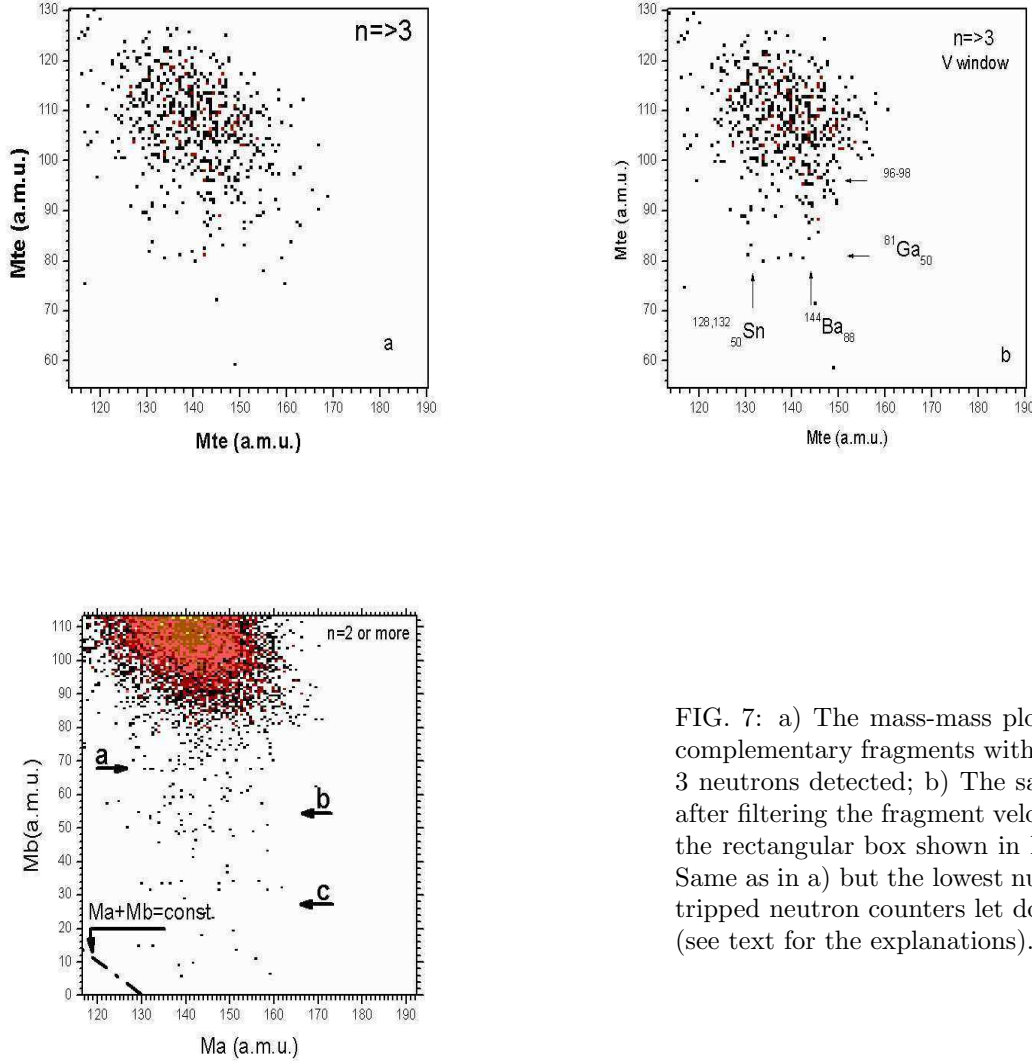 n=>3
130
120
110
100
90
80
70
60
Mte (a.m.u.)
a
120 130 140 150 160 170 180 190
Mte (a.m.u.)
n=>3
V window
130
120
110
100
90
80
70
60
Mte (a.m.u.)
96-98
81Ga50
128,132 50Sn
144Ba88
b
120 130 140 150 160 170 180 190
Mte (a.m.u.)
n=2 or more
110
100
90
80
70
60
50
40
30
20
10
0
Mb(a.m.u.)
a
b
c
Ma+Mb=const.
120 130 140 150 160 170 180 190
Ma (a.m.u.)
FIG. 7: a) The mass-mass plo
complementary fragments with
3 neutrons detected; b) The sa
after filtering the fragment velo
the rectangular box shown in
Same as in a) but the lowest nu
tripped neutron counters let do
(see text for the explanations).